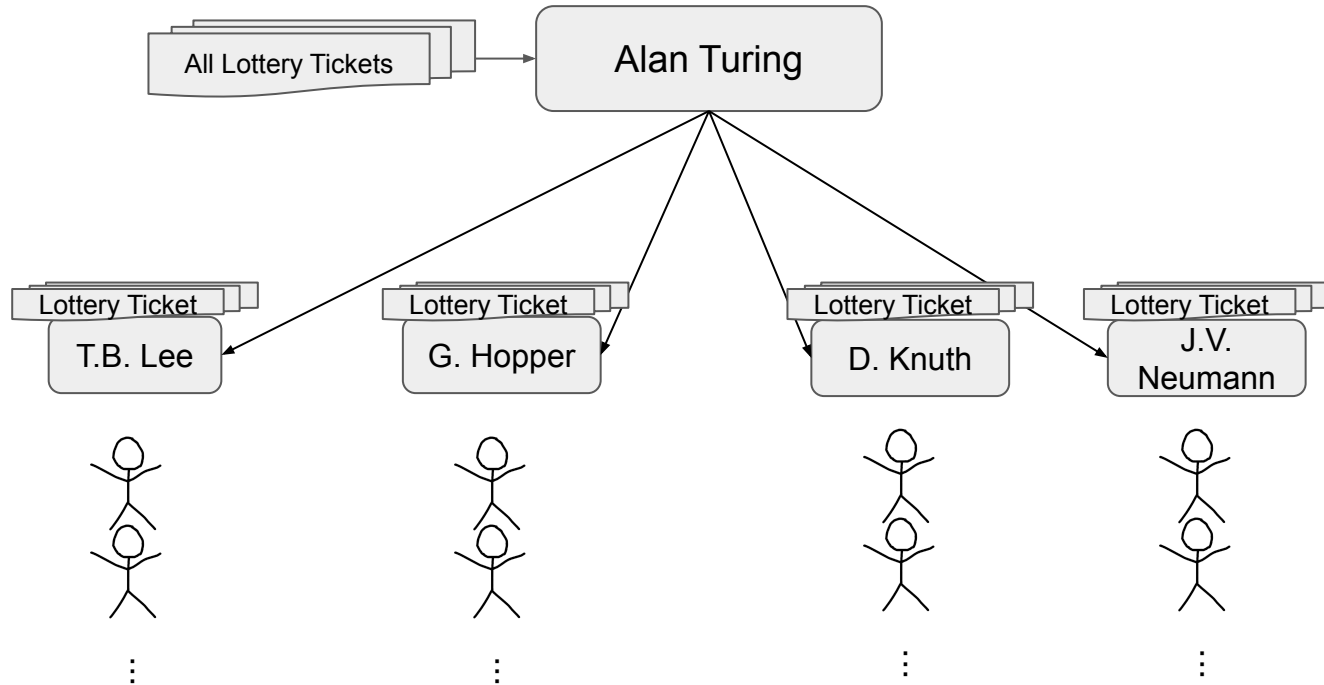 All Lottery Tickets
Alan Turing
Lottery Ticket
Lottery Ticket
Lottery Ticket
Lottery Ticket
T.B. Lee
G. Hopper
D. Knuth
J.V.
Neumann
⋮
⋮
⋮
⋮